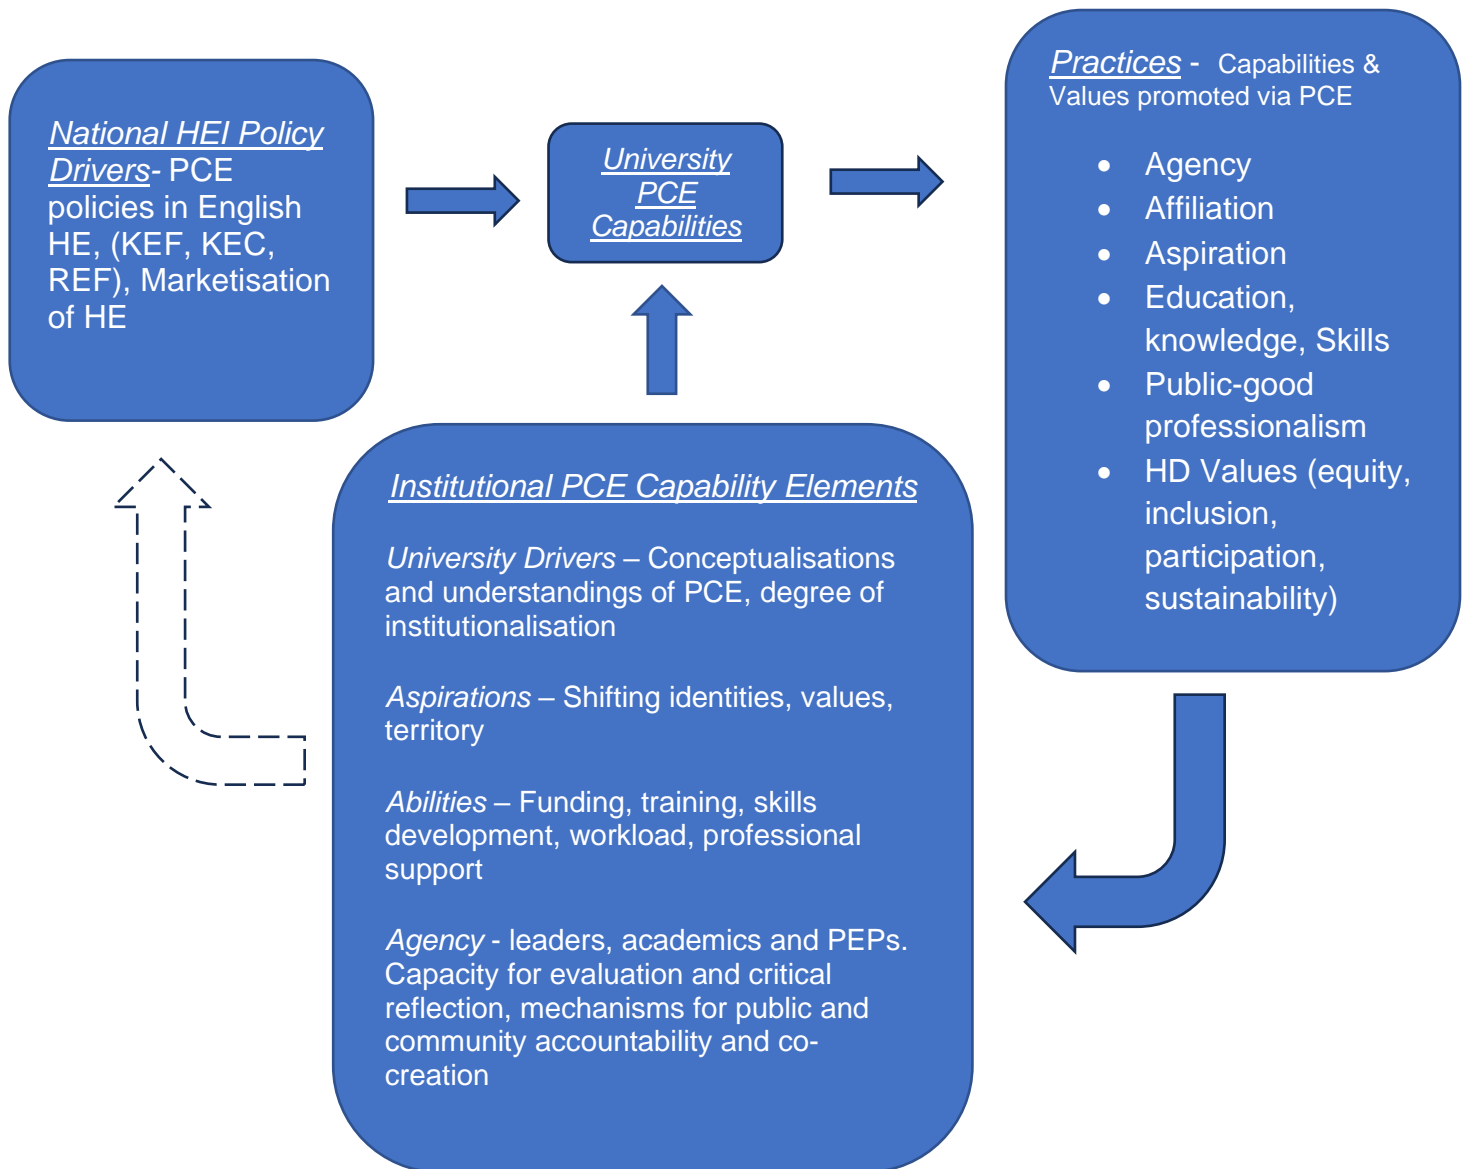 National HEI Policy
Drivers- PCE
policies in English
HE, (KEF, KEC,
REF), Marketisation
of HE
University
PCE
Capabilities
Practices - Capabilities &
Values promoted via PCE
• Agency
• Affiliation
• Aspiration
• Education,
knowledge, Skills
• Public-good
professionalism
• HD Values (equity,
inclusion,
participation,
sustainability)
Institutional PCE Capability Elements
University Drivers – Conceptualisations
and understandings of PCE, degree of
institutionalisation
Aspirations – Shifting identities, values,
territory
Abilities – Funding, training, skills
development, workload, professional
support
Agency - leaders, academics and PEPs.
Capacity for evaluation and critical
reflection, mechanisms for public and
community accountability and co-
creation